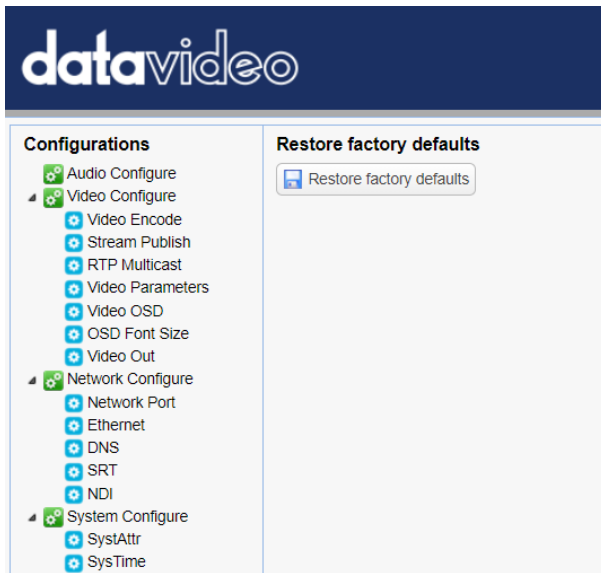 datavideo
Configurations
Audio Configure
Video Configure
Video Encode
Stream Publish
RTP Multicast
Video Parameters
Video OSD
OSD Font Size
Video Out
Network Configure
Network Port
Ethernet
DNS
SRT
NDI
System Configure
SystAttr
SysTime
Restore factory defaults
Restore factory defaults